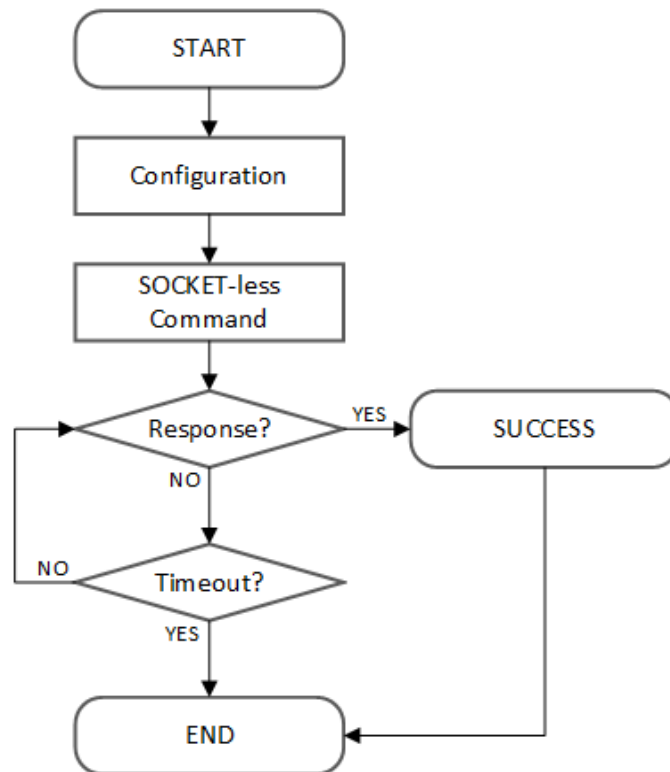 START
Configuration
SOCKET-less
Command
Response?
YES
SUCCESS
NO
NO
Timeout?
YES
END